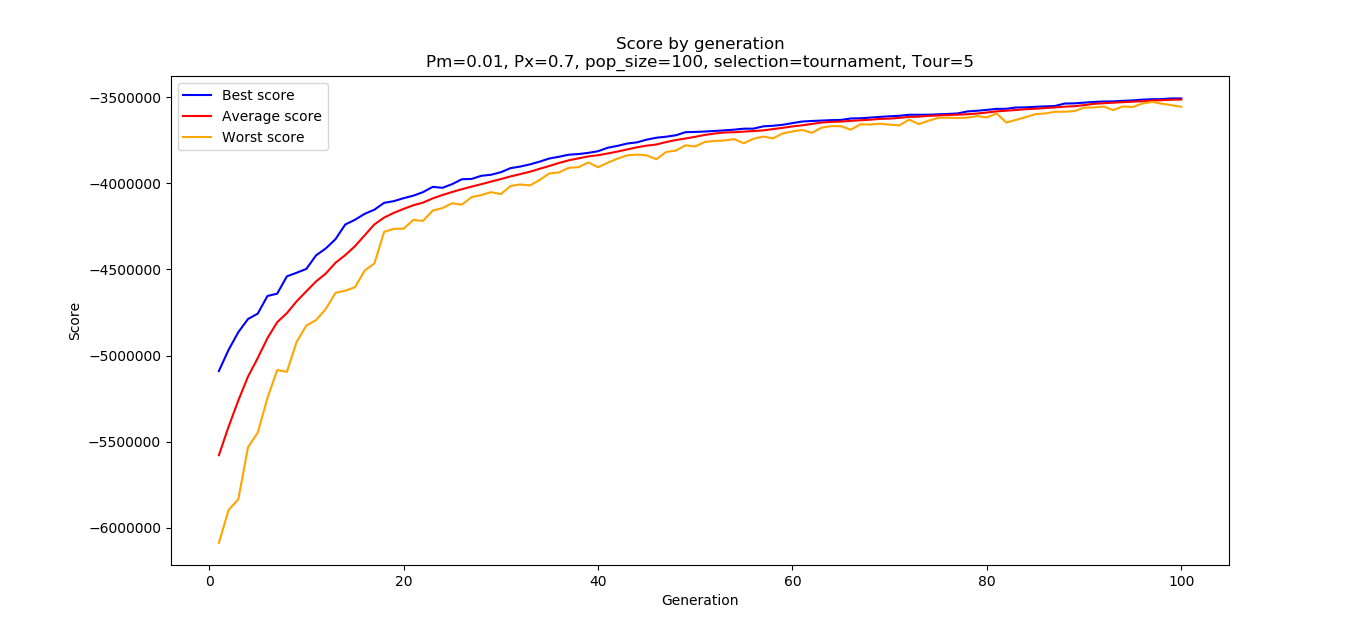 Score by generation
Pm=0.01, Px=0.7, pop_size=100, selection=tournament, Tour=5
Best score
Average score
Worst score
−3500000
−4000000
−4500000
−5000000
−5500000
−6000000
Score
0 20 40 60 80 100
Generation